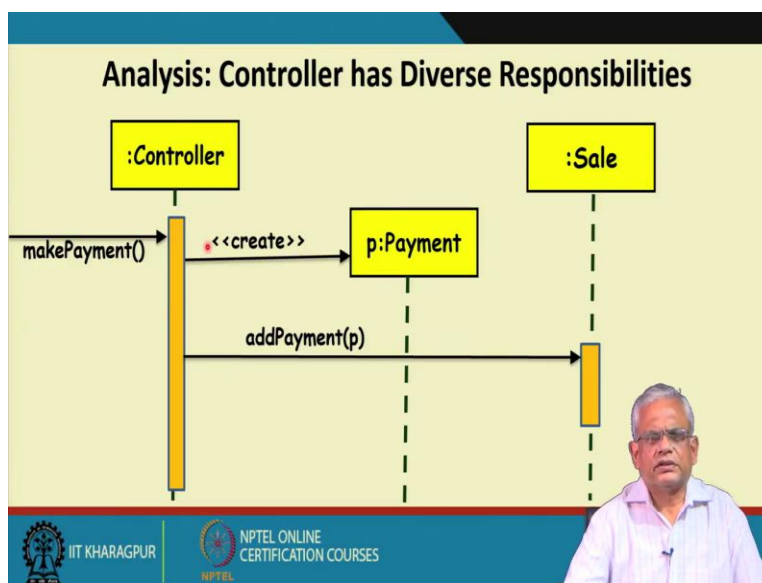 Analysis: Controller has Diverse Responsibilities
:Controller
:Sale
makePayment()
<<create>>
p:Payment
addPayment(p)
IIT KHARAGPUR
NPTEL
NPTEL ONLINE
CERTIFICATION COURSES